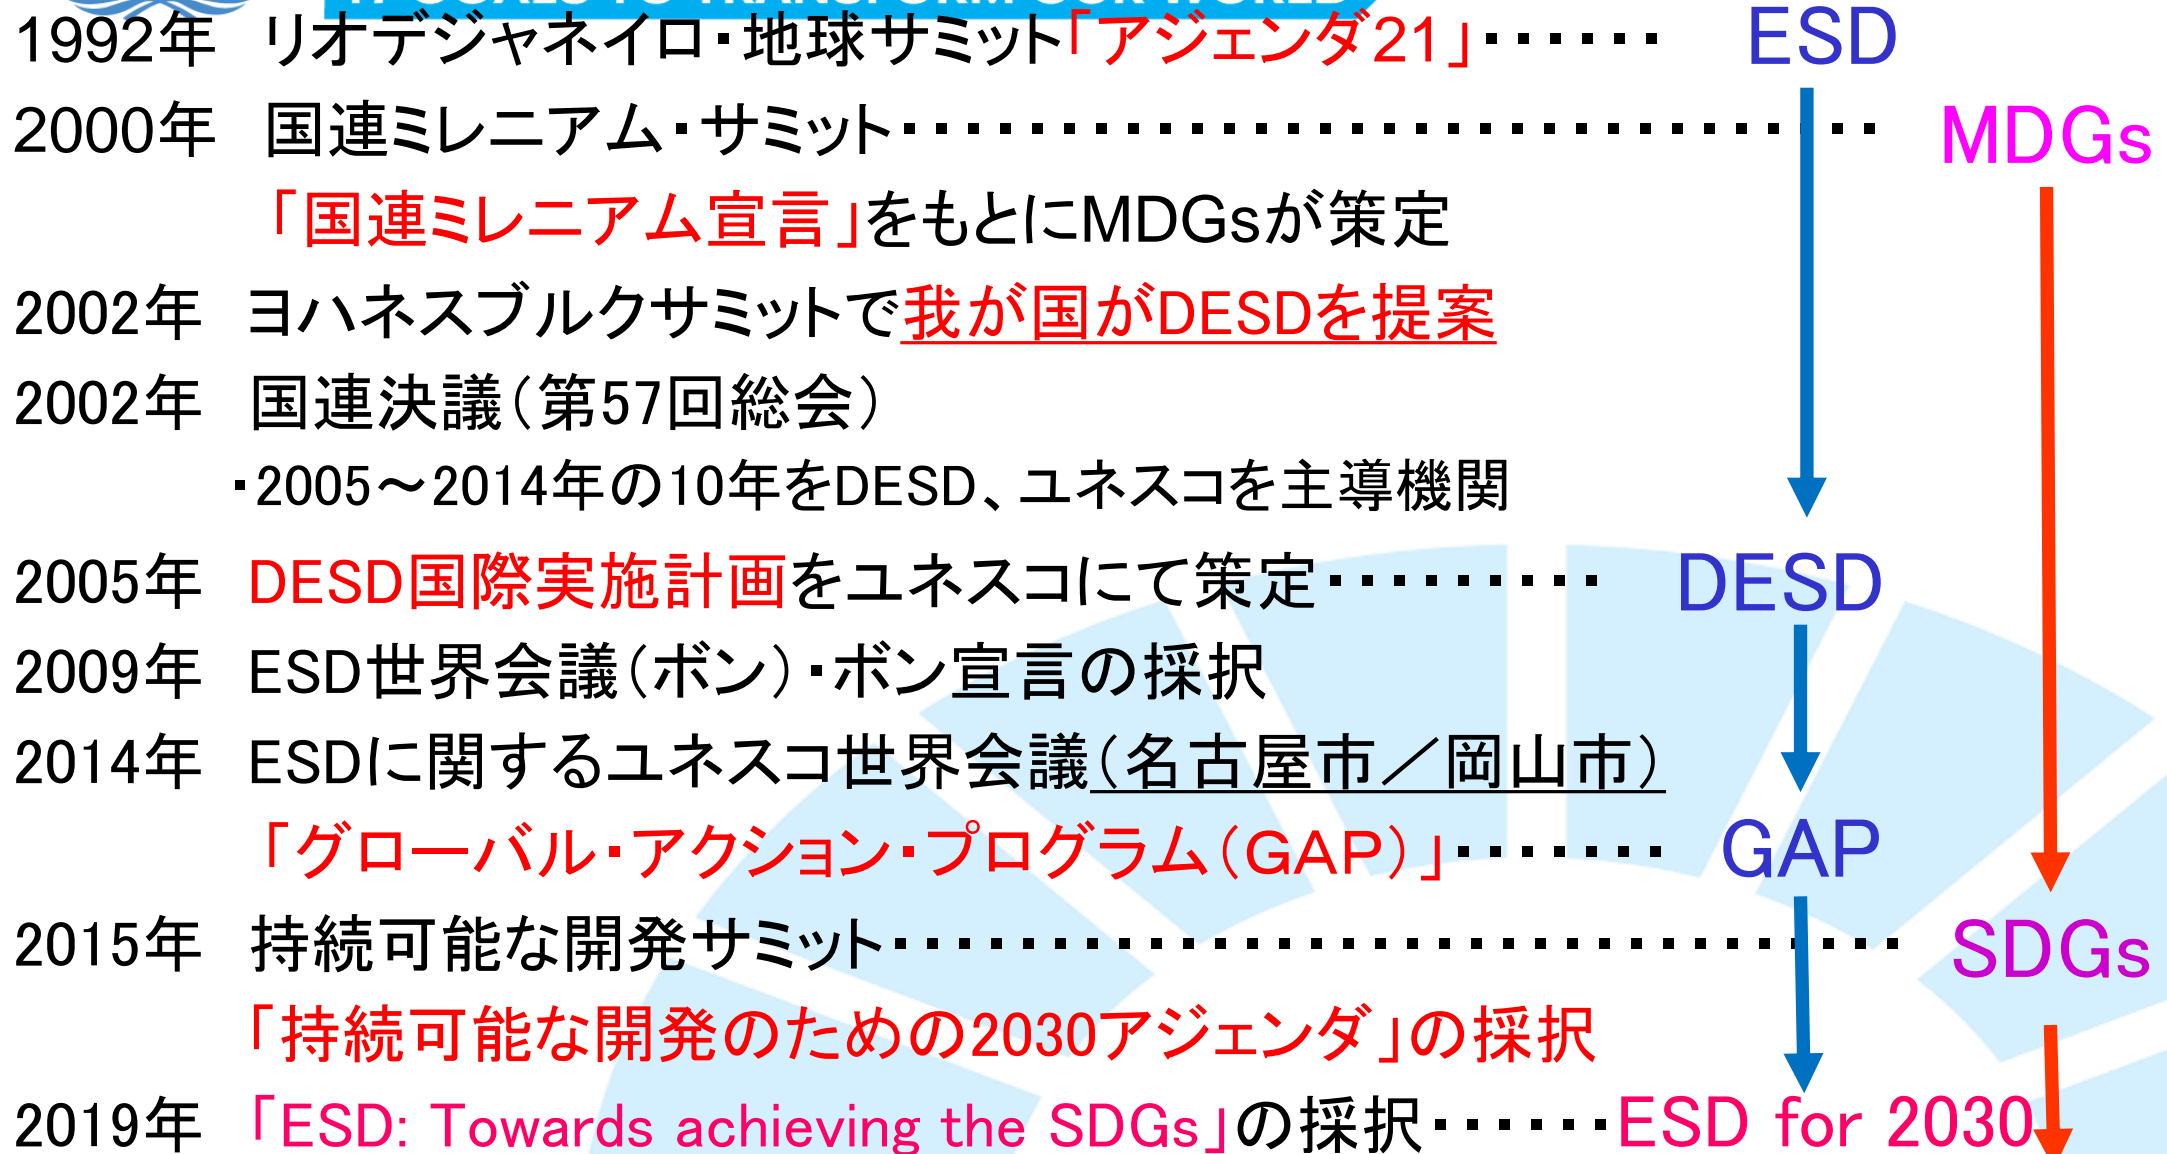 17 GOALS TO TRANSFORM OUR WORLD
1992年 リオデジャネイロ・地球サミット「アジェンダ21」・・・・・・ ESD
2000年 国連ミレニアム・サミット・・・・・・・・・・・・・・・・・・・・・・・・・・・・・・・ MDGs
「国連ミレニアム宣言」をもとにMDGsが策定
2002年 ヨハネスブルクサミットで我が国がDESDを提案
2002年 国連決議（第57回総会）
・2005～2014年の10年をDESD、ユネスコを主導機関
2005年 DESD国際実施計画をユネスコにて策定・・・・・・・・・ DESD
2009年 ESD世界会議（ボン）・ボン宣言の採択
2014年 ESDに関するユネスコ世界会議（名古屋市／岡山市）
「グローバル・アクション・プログラム（GAP）」・・・・・・・ GAP
2015年 持続可能な開発サミット・・・・・・・・・・・・・・・・・・・・・・・・・・・・・・・・ SDGs
「持続可能な開発のための2030アジェンダ」の採択
2019年 「ESD: Towards achieving the SDGs」の採択・・・・・・ESD for 2030